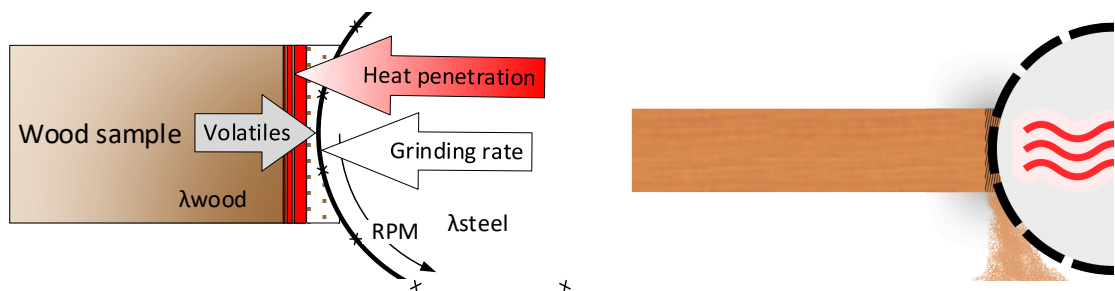 Heat penetration
Wood sample
Volatiles
Grinding rate
λwood
RPM
λsteel